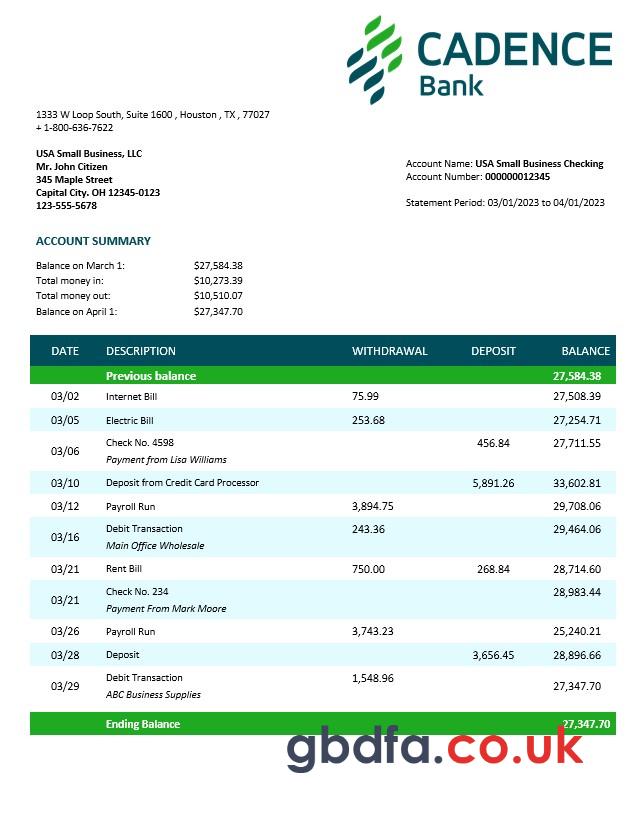 CADENCE
Bank
1333 W Loop South, Suite 1600 , Houston , TX , 77027
+ 1-800-636-7622
USA Small Business, LLC
Mr. John Citizen
345 Maple Street
Capital City. OH 12345-0123
123-555-5678
Account Name: USA Small Business Checking
Account Number: 000000012345
Statement Period: 03/01/2023 to 04/01/2023
ACCOUNT SUMMARY
Balance on March 1: $27,584.38
Total money in: $10,273.39
Total money out: $10,510.07
Balance on April 1: $27,347.70
DATE DESCRIPTION WITHDRAWAL DEPOSIT BALANCE
Previous balance 27,584.38
03/02 Internet Bill 75.99 27,508.39
03/05 Electric Bill 253.68 27,254.71
03/06 Check No. 4598 456.84 27,711.55
Payment from Lisa Williams
03/10 Deposit from Credit Card Processor 5,891.26 33,602.81
03/12 Payroll Run 3,894.75 29,708.06
03/16 Debit Transaction 243.36 29,464.06
Main Office Wholesale
03/21 Rent Bill 750.00 268.84 28,714.60
03/21 Check No. 234 28,983.44
Payment From Mark Moore
03/26 Payroll Run 3,743.23 25,240.21
03/28 Deposit 3,656.45 28,896.66
03/29 Debit Transaction 1,548.96 27,347.70
ABC Business Supplies
Ending Balance 27,347.70
gbdfa.co.uk